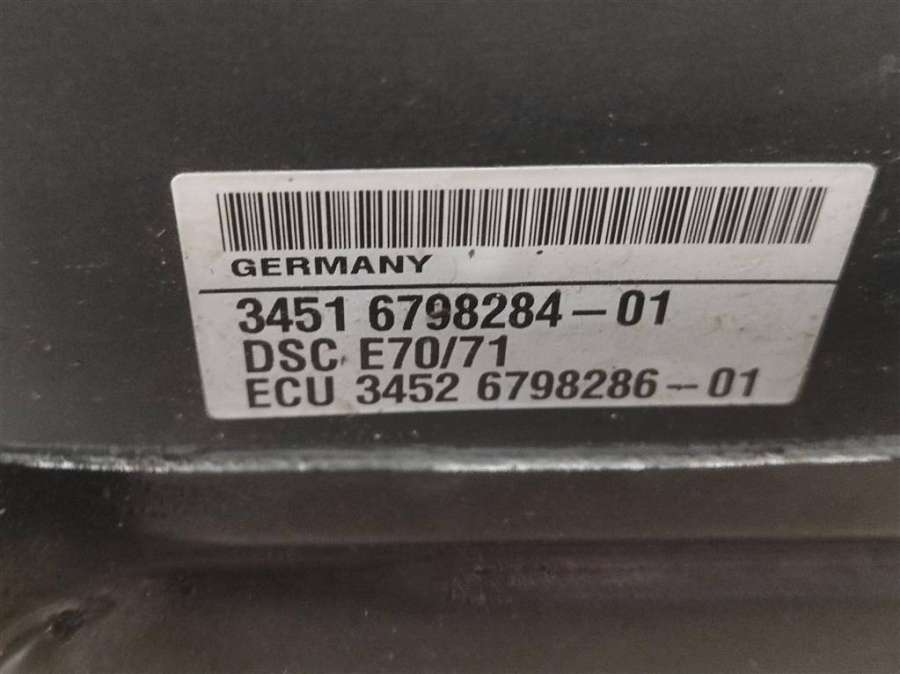 GERMANY
3451 6798284-01
DSC E70/71
ECU 3452 6798286-01